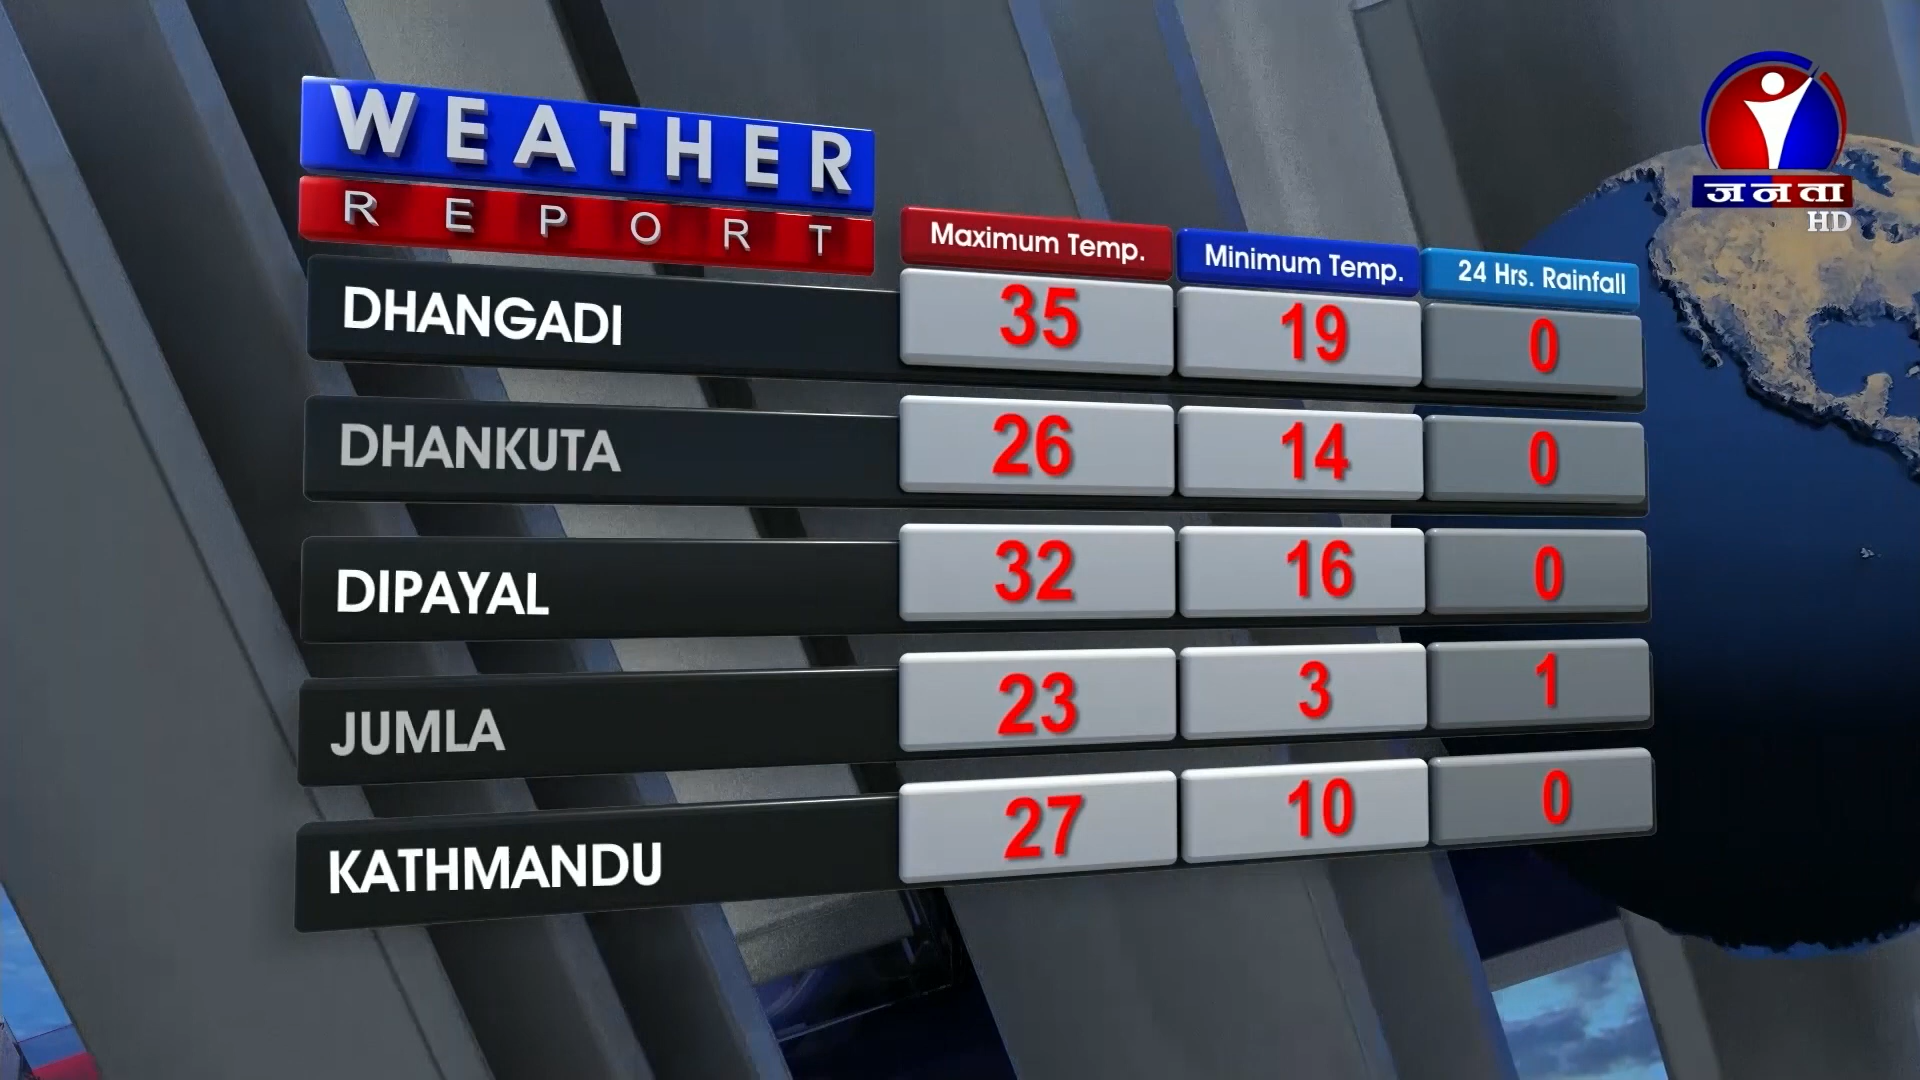 WEATHER
REPORT
जनता
HD
Maximum Temp. Minimum Temp. 24 Hrs. Rainfall
DHANGADI 35 19 0
DHANKUTA 26 14 0
DIPAYAL 32 16 0
JUMLA 23 3 1
KATHMANDU 27 10 0